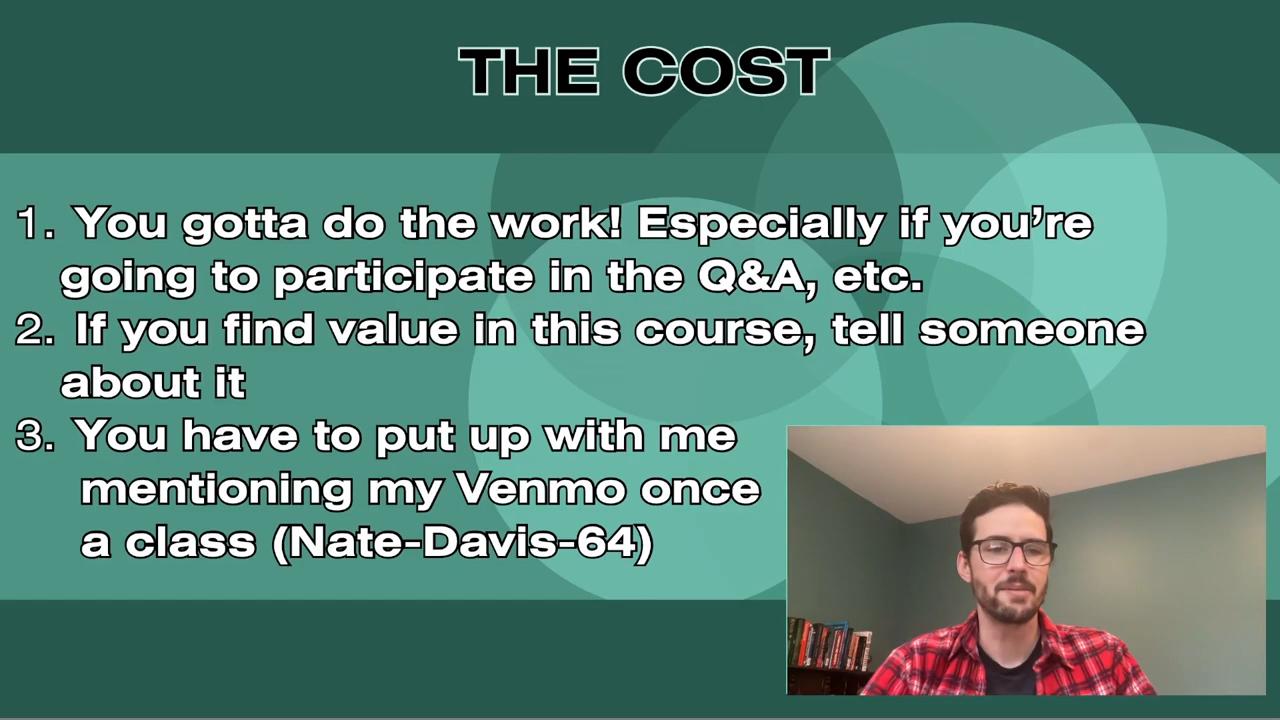 THE COST
1. You gotta do the work! Especially if you’re
going to participate in the Q&A, etc.
2. If you find value in this course, tell someone
about it
3. You have to put up with me
mentioning my Venmo once
a class (Nate-Davis-64)